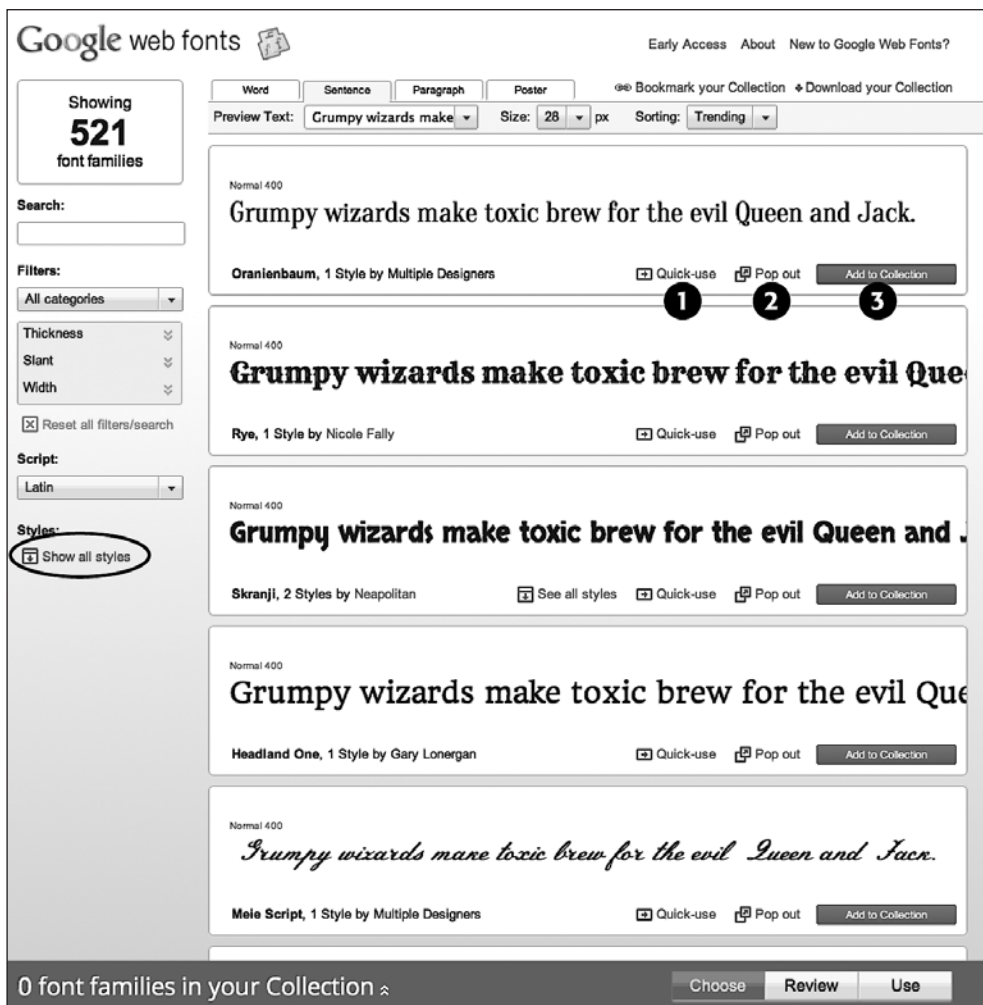 Google web fonts
Early Access About New to Google Web Fonts?
Showing
521
font families
Word Sentence Paragraph Poster
Bookmark your Collection Download your Collection
Preview Text: Grumpy wizards make Size: 28 px Sorting: Trending
Search:
Filters:
All categories
Thickness
Slant
Width
Reset all filters/search
Script:
Latin
Styles:
Show all styles
Normal 400
Grumpy wizards make toxic brew for the evil Queen and Jack.
Oranienbaum, 1 Style by Multiple Designers Quick-use Pop out Add to Collection
1 2 3
Normal 400
Grumpy wizards make toxic brew for the evil Que
Rye, 1 Style by Nicole Fally Quick-use Pop out Add to Collection
Normal 400
Grumpy wizards make toxic brew for the evil Queen and
Skranji, 2 Styles by Neapolitan See all styles Quick-use Pop out Add to Collection
Normal 400
Grumpy wizards make toxic brew for the evil Que
Headland One, 1 Style by Gary Lonergan Quick-use Pop out Add to Collection
Normal 400
Grumpy wizards make toxic brew for the evil Queen and Jack.
Meie Script, 1 Style by Multiple Designers Quick-use Pop out Add to Collection
0 font families in your Collection Choose Review Use